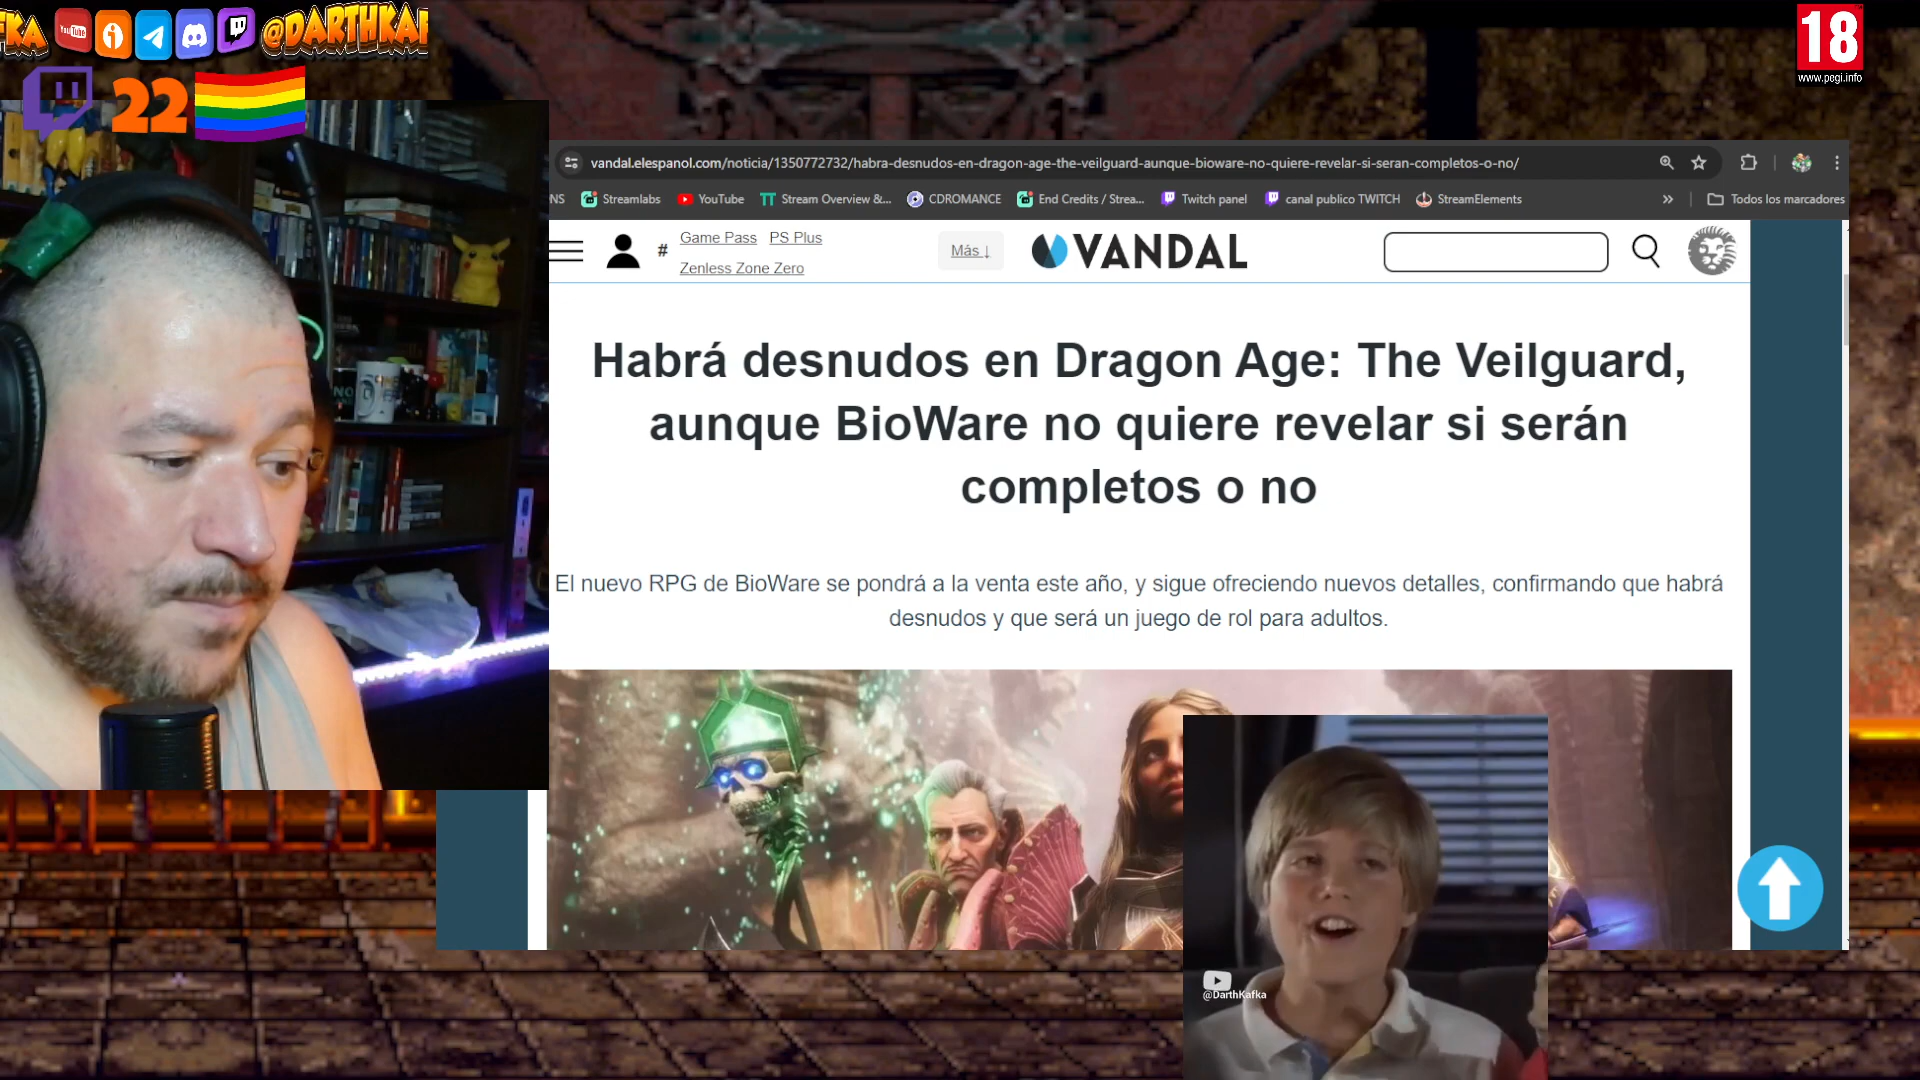 FKA
YouTube
@DARTHKAF
22
18
www.pegi.info
vandal.elespanol.com/noticia/1350772732/habra-desnudos-en-dragon-age-the-veilguard-aunque-bioware-no-quiere-revelar-si-seran-completos-o-no/
NS
Streamlabs
YouTube
Stream Overview &...
CDROMANCE
End Credits / Strea...
Twitch panel
canal publico TWITCH
StreamElements
»
Todos los marcadores
# Game Pass PS Plus
Zenless Zone Zero
Más ↓
VANDAL
Habrá desnudos en Dragon Age: The Veilguard,
aunque BioWare no quiere revelar si serán
completos o no
El nuevo RPG de BioWare se pondrá a la venta este año, y sigue ofreciendo nuevos detalles, confirmando que habrá
desnudos y que será un juego de rol para adultos.
@DarthKafka